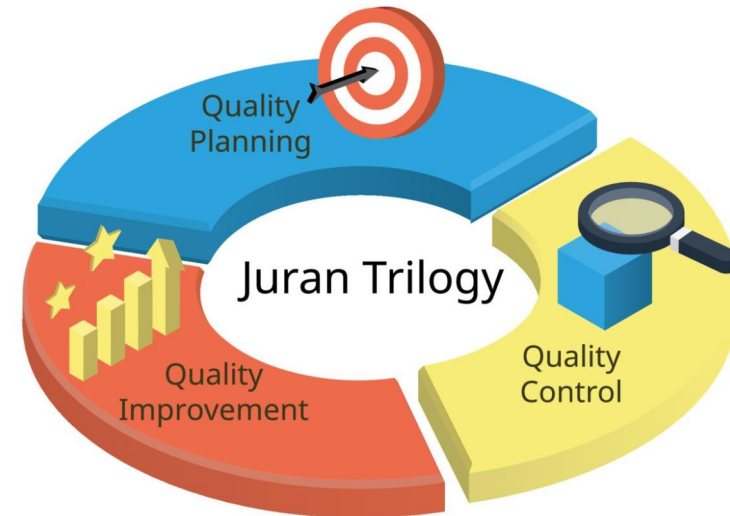 Quality
Planning
Juran Trilogy
Quality
Control
Quality
Improvement